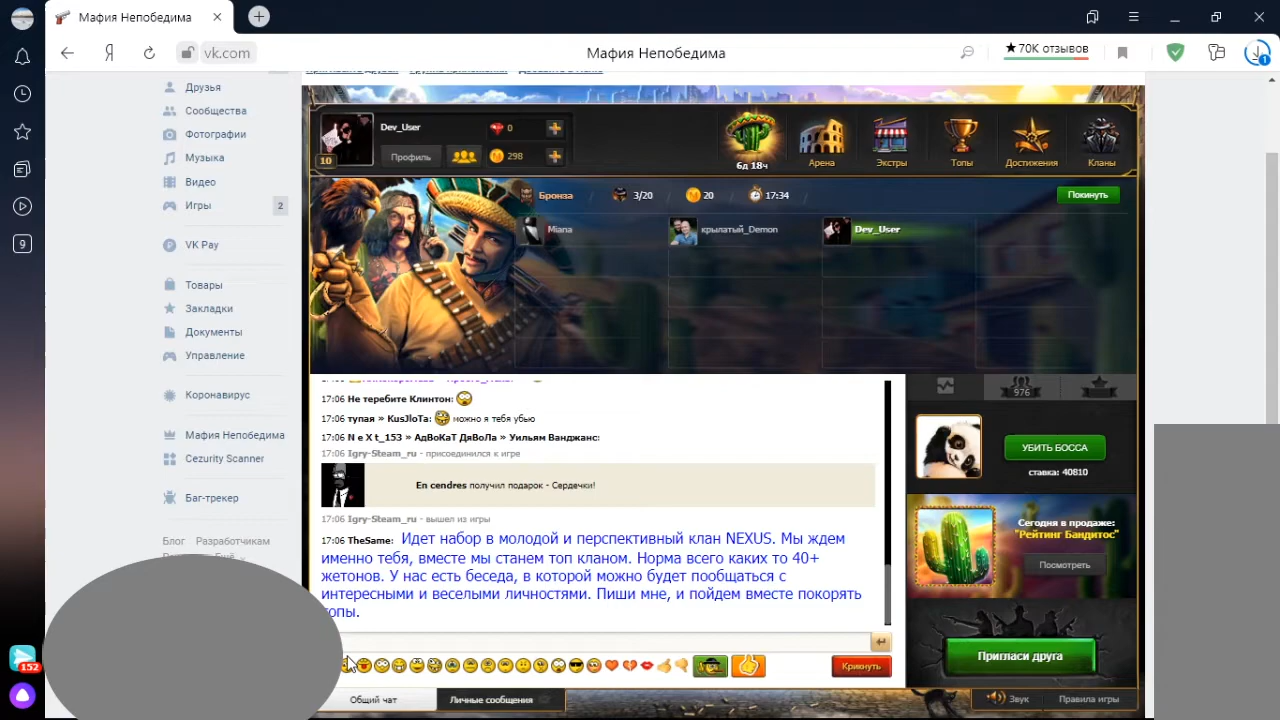 Мафия Непобедима
Я
vk.com
Мафия Непобедима
★70K отзывов
1
Друзья
Сообщества
Фотографии
Музыка
Видео
Игры 2
VK Pay
Товары
Закладки
Документы
Управление
Коронавирус
Мафия Непобедима
Cezurity Scanner
Баг-трекер
Блог Разработчикам
9
152
Dev_User
0
10
Профиль
298
6д 18ч
Арена
Экстры
Топы
Достижения
Кланы
Бронза
3/20
20
17:34
Покинуть
Miana
крылатый_Demon
Dev_User
17:06 Не теребите Клинтон:
17:06 тупая » KusJloTa: можно я тебя убью
17:06 N e X t_153 » АдВоКаТ ДяВоЛа » Уильям Ванджанс:
17:06 Igry-Steam_ru - присоединился к игре
En cendres получил подарок - Сердечки!
17:06 Igry-Steam_ru - вышел из игры
17:06 TheSame: Идет набор в молодой и перспективный клан NEXUS. Мы ждем
именно тебя, вместе мы станем топ кланом. Норма всего каких то 40+
жетонов. У нас есть беседа, в которой можно будет пообщаться с
интересными и веселыми личностями. Пиши мне, и пойдем вместе покорять
топы.
Крикнуть
Общий чат
Личные сообщения
976
УБИТЬ БОССА
ставка: 40810
Сегодня в продаже:
"Рейтинг Бандитос"
Посмотреть
Пригласи друга
Звук
Правила игры